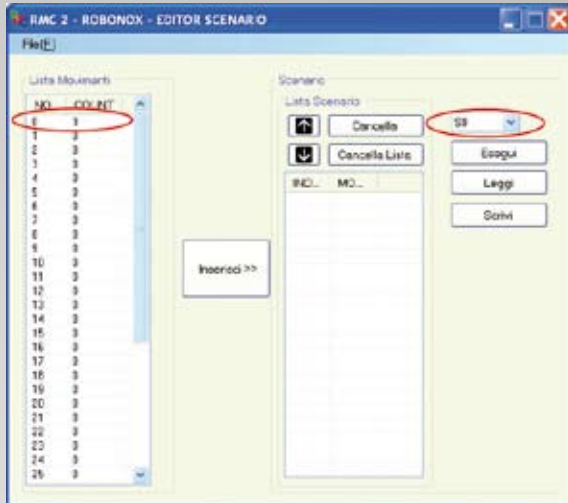 RMC 2 - ROBONOX - EDITOR SCENARIO
File(F)
Lista Movimenti
NO COUNT
0
1
2
3
4
5
6
7
8
9
10
11
12
13
14
15
16
17
18
19
20
21
22
23
24
25
Inserisci >>
Scenario
Lista Scenario
Cancella
Cancella Lista
IND... MO...
S0
Esegui
Leggi
Scrivi